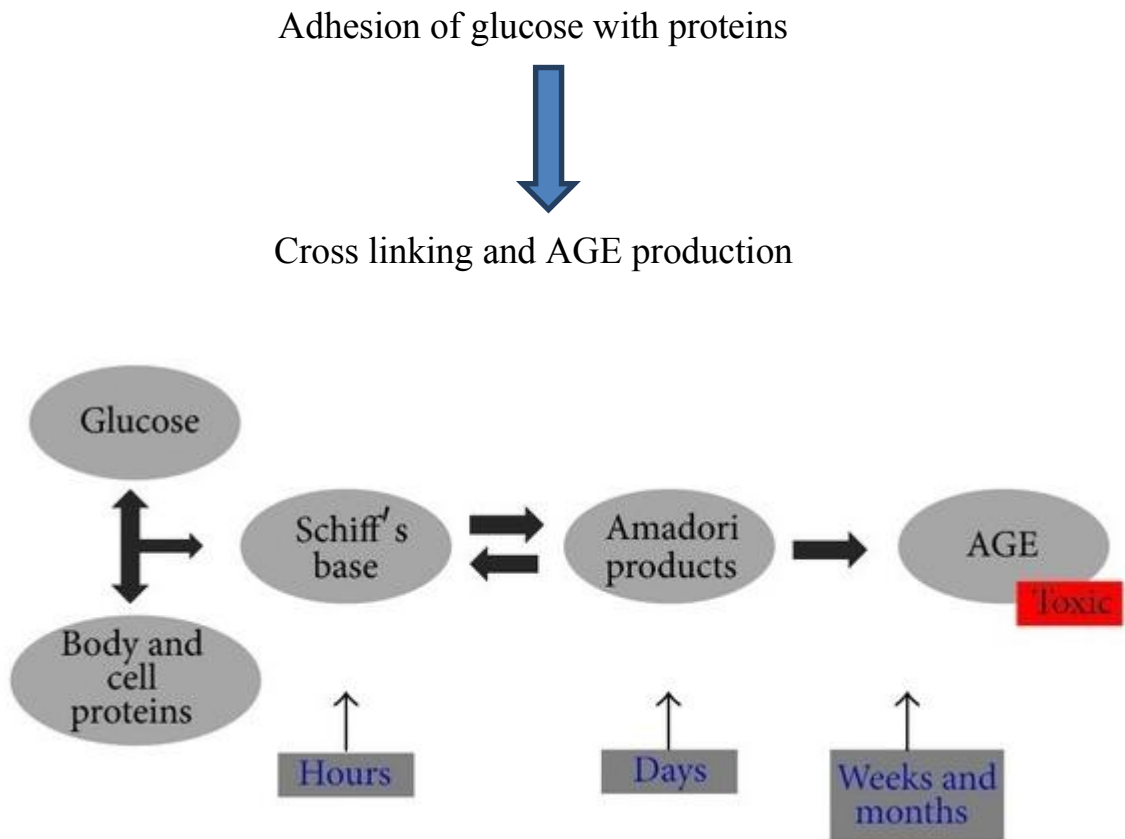 Adhesion of glucose with proteins
Cross linking and AGE production
Glucose
Schiff's
base
Amadori
products
AGE
Toxic
Body and
cell
proteins
Hours
Days
Weeks and
months